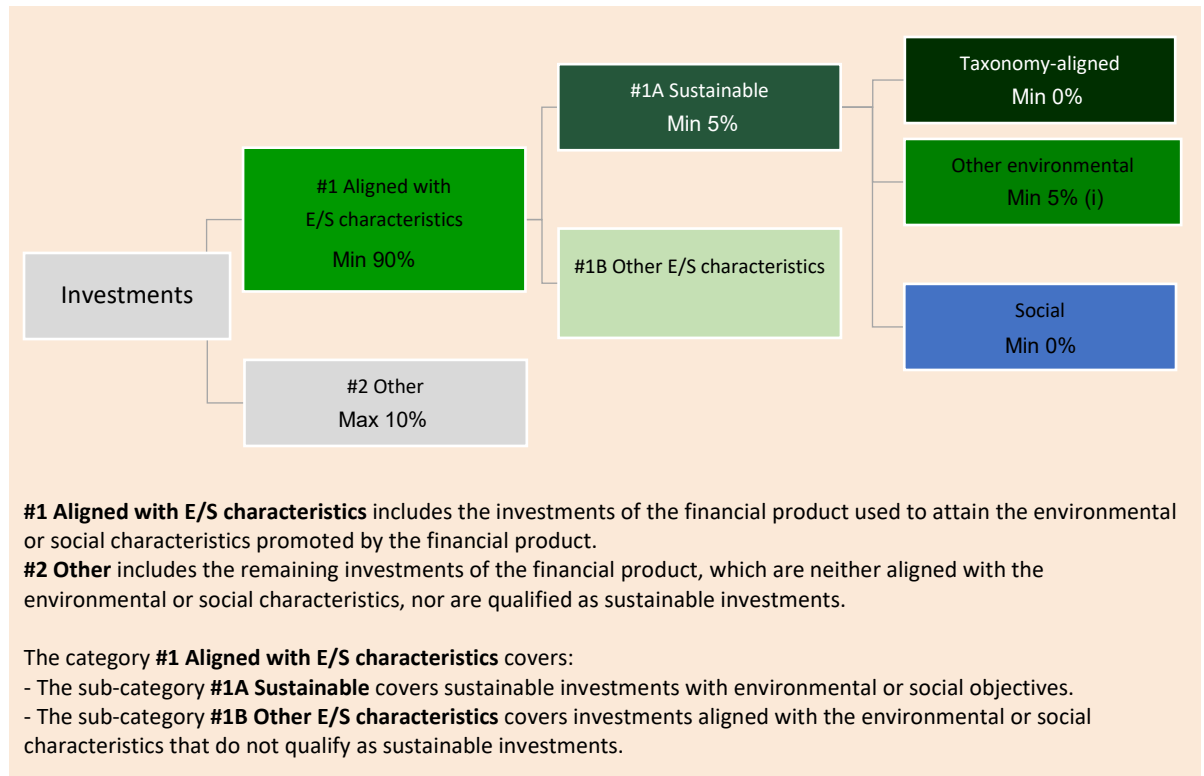 Investments
#1 Aligned with
E/S characteristics
Min 90%
#2 Other
Max 10%
#1A Sustainable
Min 5%
#1B Other E/S characteristics
Taxonomy-aligned
Min 0%
Other environmental
Min 5% (i)
Social
Min 0%
#1 Aligned with E/S characteristics includes the investments of the financial product used to attain the environmental
or social characteristics promoted by the financial product.
#2 Other includes the remaining investments of the financial product, which are neither aligned with the
environmental or social characteristics, nor are qualified as sustainable investments.
The category #1 Aligned with E/S characteristics covers:
- The sub-category #1A Sustainable covers sustainable investments with environmental or social objectives.
- The sub-category #1B Other E/S characteristics covers investments aligned with the environmental or social
characteristics that do not qualify as sustainable investments.